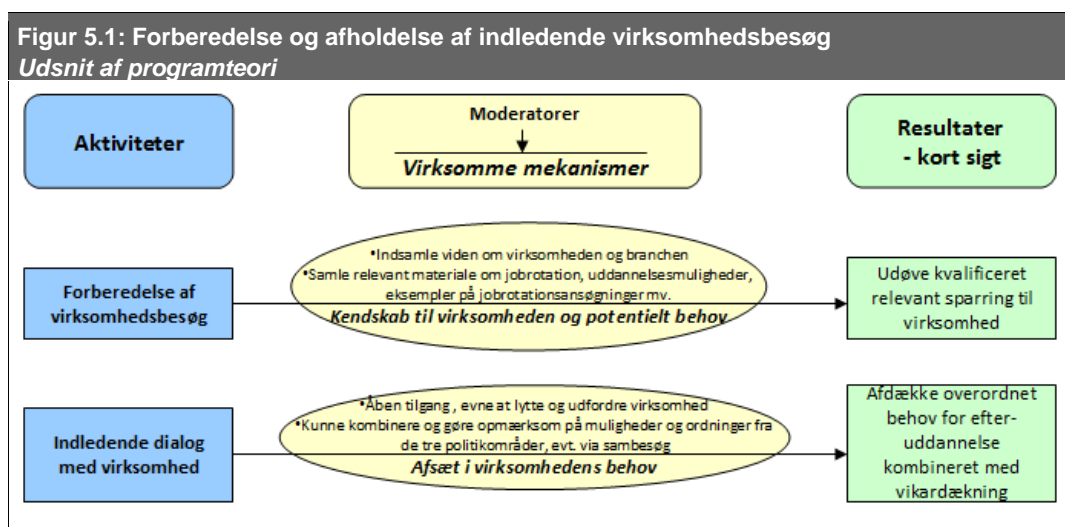 Figur 5.1: Forberedelse og afholdelse af indledende virksomhedsbesøg
Udsnit af programteori
Aktiviteter
Moderatorer
Virksomme mekanismer
Resultater
- kort sigt
Forberedelse af
virksomhedsbesøg
•Indsamle viden om virksomheden og branchen
•Samle relevant materiale om jobrotation, uddannelsesmuligheder,
eksempler på jobrotationsansøgninger mv.
Kendskab til virksomheden og potentielt behov
Udøve kvalificeret
relevant sparring til
virksomhed
Indledende dialog
med virksomhed
•Åben tilgang , evne at lytte og udfordre virksomhed
•Kunne kombinere og gøre opmærksom på muligheder og ordninger fra
de tre politikområder, evt. via sambesøg
Afsæt i virksomhedens behov
Afdække overordnet
behov for efter-
uddannelse
kombineret med
vikardækning